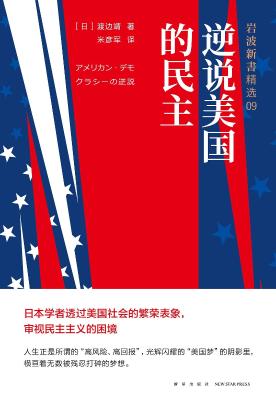 岩波新書精选09
[日] 渡边靖 著
米彦军 译
アメリカン・デモ
クラシーの逆説
逆说美国
的民主
日本学者透过美国社会的繁荣表象，
审视民主主义的困境
人生正是所谓的“高风险、高回报”，光辉闪耀的“美国梦”的阴影里，
横亘着无数被残忍打碎的梦想。
新星出版社 NEW STAR PRESS